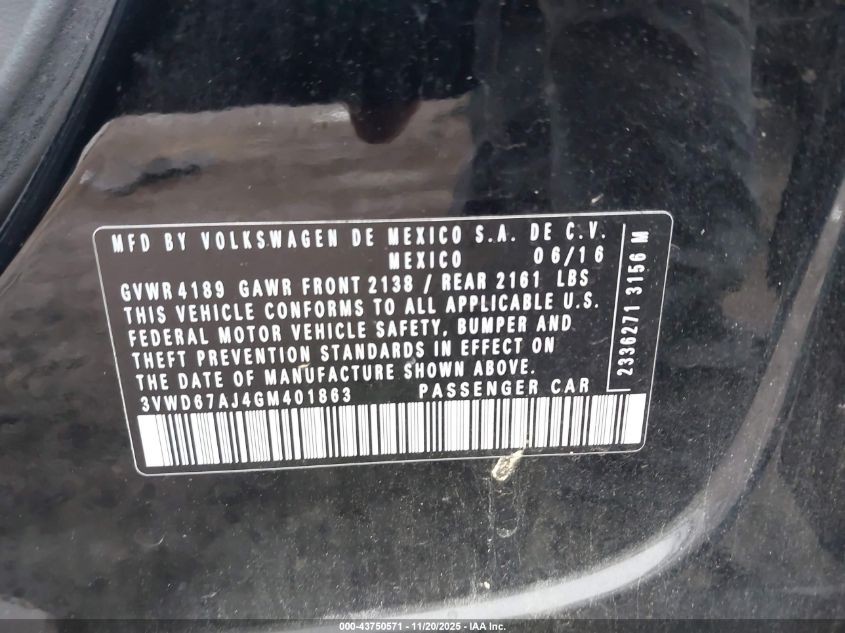 MFD BY VOLKSWAGEN DE MEXICO S.A. DE C.V.
MEXICO 06/16
GVWR 4189 GAWR FRONT 2138 / REAR 2161 LBS
THIS VEHICLE CONFORMS TO ALL APPLICABLE U.S.
FEDERAL MOTOR VEHICLE SAFETY, BUMPER AND
THEFT PREVENTION STANDARDS IN EFFECT ON
THE DATE OF MANUFACTURE SHOWN ABOVE.
3VWD67AJ4GM401863 PASSENGER CAR
2336271 3156 M
000-43750571 - 11/20/2025 - IAA Inc.